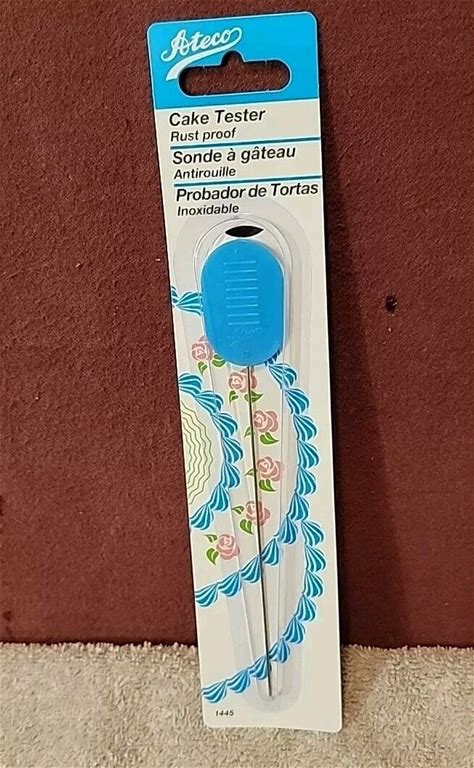 Ateco
Cake Tester
Rust proof
Sonde à gâteau
Antirouille
Probador de Tortas
Inoxidable
1445